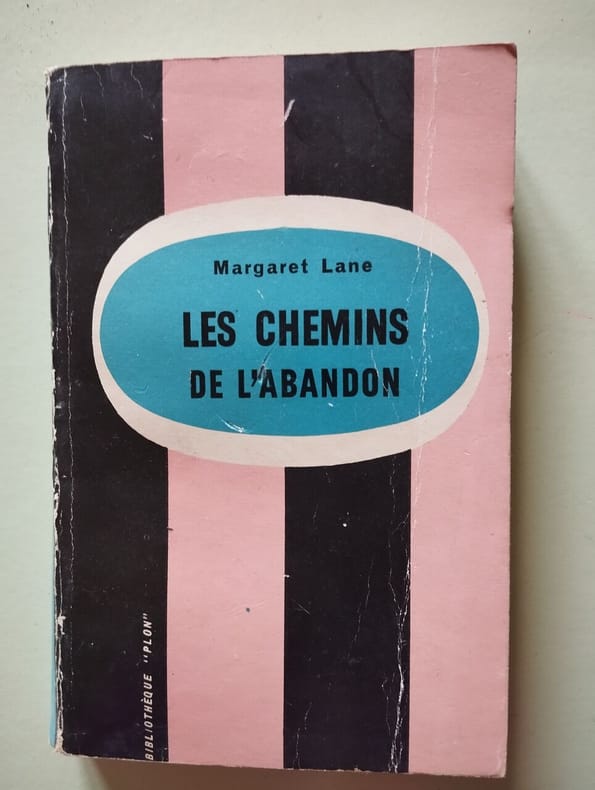 Margaret Lane
LES CHEMINS
DE L'ABANDON
BIBLIOTHÈQUE "PLON"